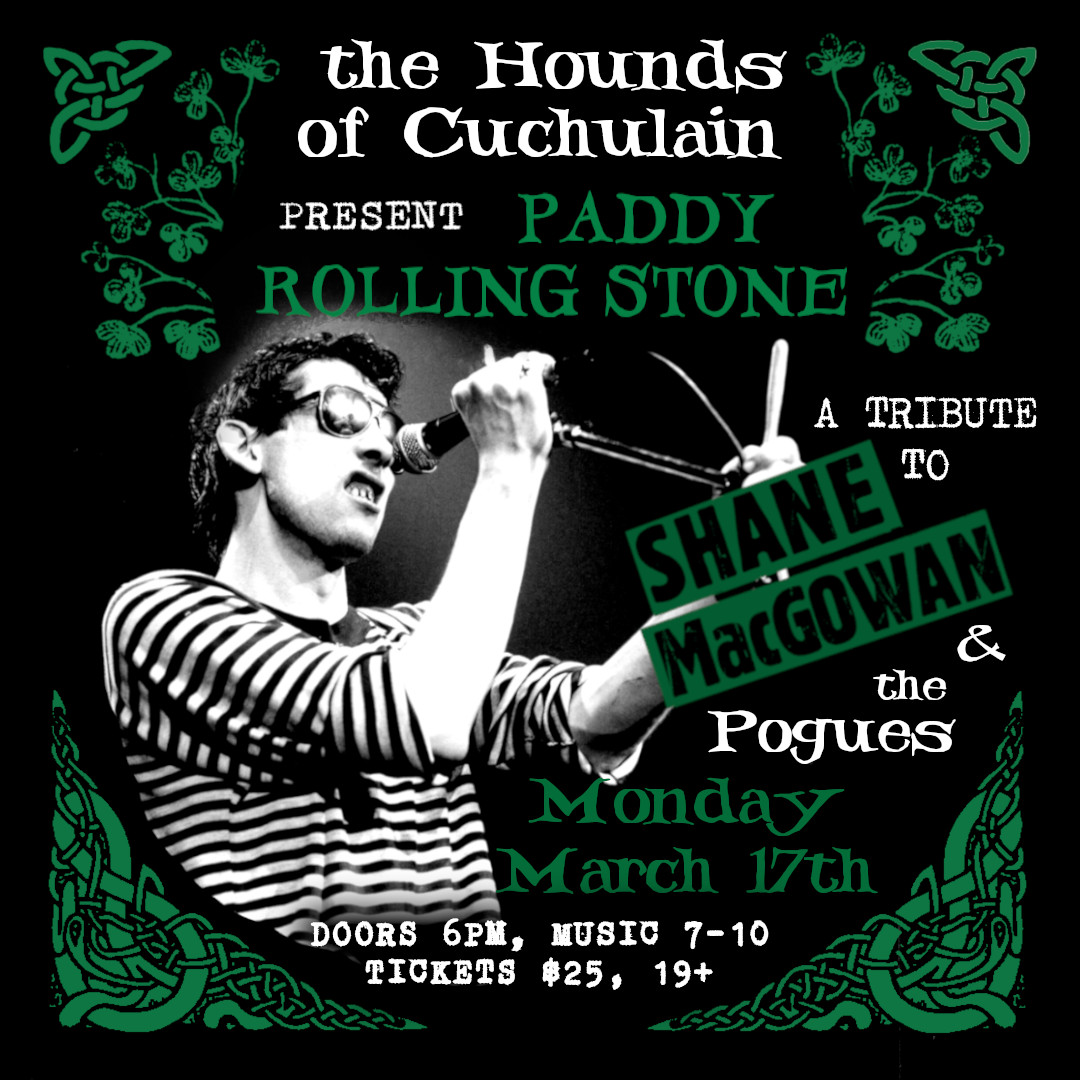 the Hounds
of Cuchulain
PRESENT PADDY
ROLLING STONE
A TRIBUTE
TO
SHANE
MacGOWAN
&
the
Pogues
Monday
March 17th
DOORS 6PM, MUSIC 7-10
TICKETS $25, 19+